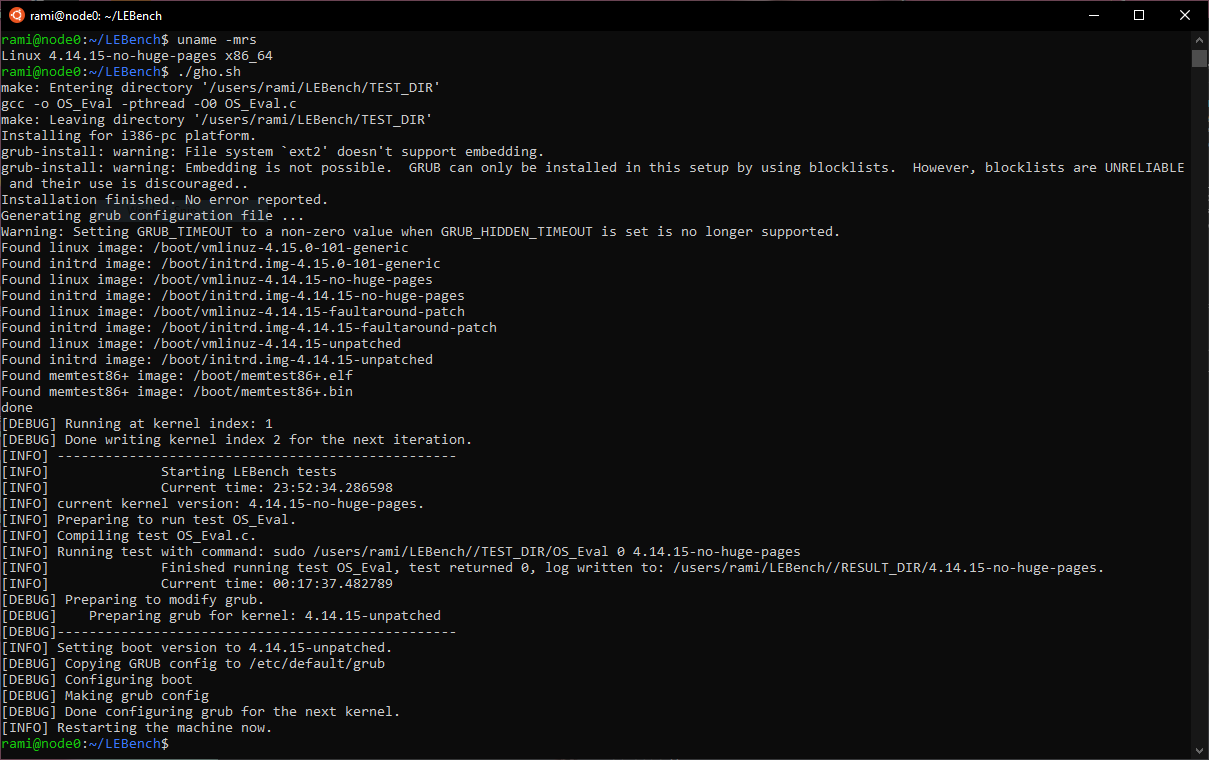 rami@node0: ~/LEBench
rami@node0:~/LEBench$ uname -mrs
Linux 4.14.15-no-huge-pages x86_64
rami@node0:~/LEBench$ ./gho.sh
make: Entering directory '/users/rami/LEBench/TEST_DIR'
gcc -o OS_Eval -pthread -O0 OS_Eval.c
make: Leaving directory '/users/rami/LEBench/TEST_DIR'
Installing for i386-pc platform.
grub-install: warning: File system `ext2' doesn't support embedding.
grub-install: warning: Embedding is not possible.  GRUB can only be installed in this setup by using blocklists.  However, blocklists are UNRELIABLE
 and their use is discouraged..
Installation finished. No error reported.
Generating grub configuration file ...
Warning: Setting GRUB_TIMEOUT to a non-zero value when GRUB_HIDDEN_TIMEOUT is set is no longer supported.
Found linux image: /boot/vmlinuz-4.15.0-101-generic
Found initrd image: /boot/initrd.img-4.15.0-101-generic
Found linux image: /boot/vmlinuz-4.14.15-no-huge-pages
Found initrd image: /boot/initrd.img-4.14.15-no-huge-pages
Found linux image: /boot/vmlinuz-4.14.15-faultaround-patch
Found initrd image: /boot/initrd.img-4.14.15-faultaround-patch
Found linux image: /boot/vmlinuz-4.14.15-unpatched
Found initrd image: /boot/initrd.img-4.14.15-unpatched
Found memtest86+ image: /boot/memtest86+.elf
Found memtest86+ image: /boot/memtest86+.bin
done
[DEBUG] Running at kernel index: 1
[DEBUG] Done writing kernel index 2 for the next iteration.
[INFO] --------------------------------------------------
[INFO]              Starting LEBench tests
[INFO]              Current time: 23:52:34.286598
[INFO] current kernel version: 4.14.15-no-huge-pages.
[INFO] Preparing to run test OS_Eval.
[INFO] Compiling test OS_Eval.c.
[INFO] Running test with command: sudo /users/rami/LEBench//TEST_DIR/OS_Eval 0 4.14.15-no-huge-pages
[INFO]              Finished running test OS_Eval, test returned 0, log written to: /users/rami/LEBench//RESULT_DIR/4.14.15-no-huge-pages.
[INFO]              Current time: 00:17:37.482789
[DEBUG] Preparing to modify grub.
[DEBUG]    Preparing grub for kernel: 4.14.15-unpatched
[DEBUG]--------------------------------------------------
[INFO] Setting boot version to 4.14.15-unpatched.
[DEBUG] Copying GRUB config to /etc/default/grub
[DEBUG] Configuring boot
[DEBUG] Making grub config
[DEBUG] Done configuring grub for the next kernel.
[INFO] Restarting the machine now.
rami@node0:~/LEBench$